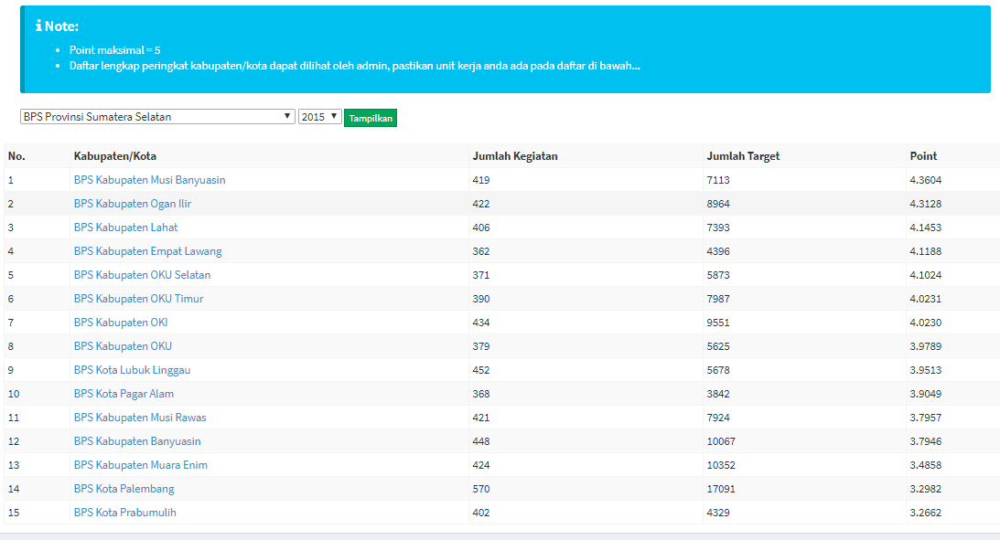 Note:
Point maksimal = 5
Daftar lengkap peringkat kabupaten/kota dapat dilihat oleh admin, pastikan unit kerja anda ada pada daftar di bawah...
BPS Provinsi Sumatera Selatan 2015 Tampilkan
No. Kabupaten/Kota Jumlah Kegiatan Jumlah Target Point
1 BPS Kabupaten Musi Banyuasin 419 7113 4.3604
2 BPS Kabupaten Ogan Ilir 422 8964 4.3128
3 BPS Kabupaten Lahat 406 7393 4.1453
4 BPS Kabupaten Empat Lawang 362 4396 4.1188
5 BPS Kabupaten OKU Selatan 371 5873 4.1024
6 BPS Kabupaten OKU Timur 390 7987 4.0231
7 BPS Kabupaten OKI 434 9551 4.0230
8 BPS Kabupaten OKU 379 5625 3.9789
9 BPS Kota Lubuk Linggau 452 5678 3.9513
10 BPS Kota Pagar Alam 368 3842 3.9049
11 BPS Kabupaten Musi Rawas 421 7924 3.7957
12 BPS Kabupaten Banyuasin 448 10067 3.7946
13 BPS Kabupaten Muara Enim 424 10352 3.4858
14 BPS Kota Palembang 570 17091 3.2982
15 BPS Kota Prabumulih 402 4329 3.2662